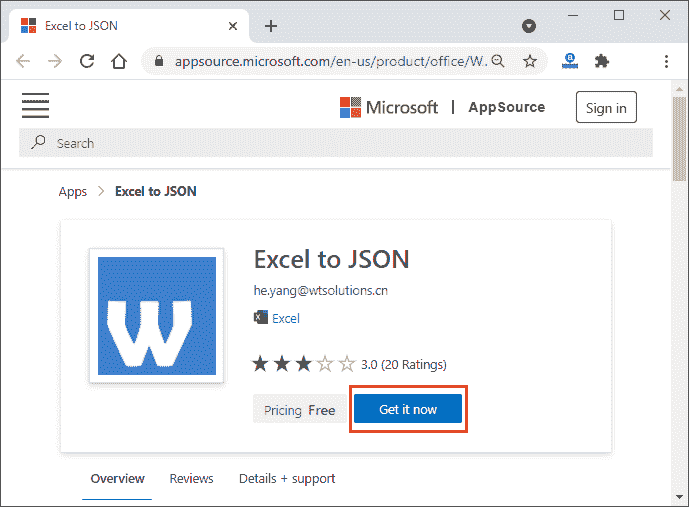 Excel to JSON
appsource.microsoft.com/en-us/product/office/W..
Microsoft | AppSource
Sign in
Search
Apps > Excel to JSON
W
Excel to JSON
he.yang@wtsolutions.cn
Excel
3.0 (20 Ratings)
Pricing Free
Get it now
Overview Reviews Details + support